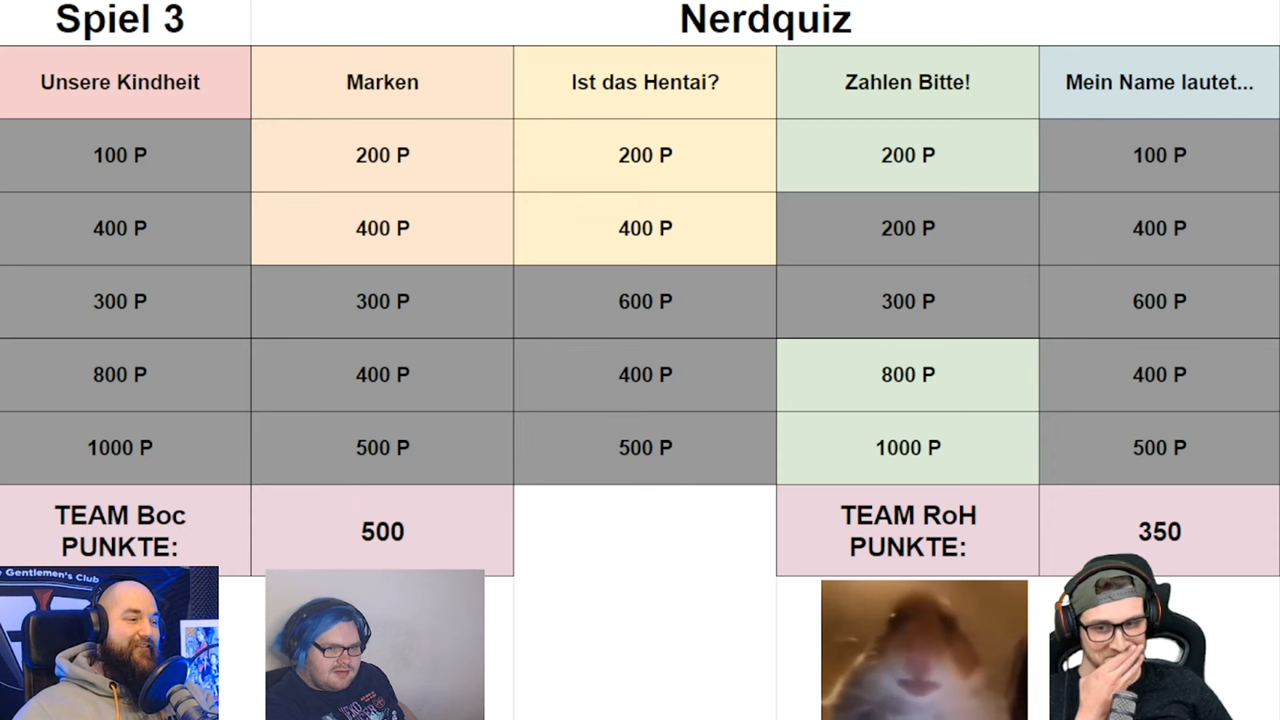 Spiel 3
Nerdquiz
Unsere Kindheit
Marken
Ist das Hentai?
Zahlen Bitte!
Mein Name lautet...
100 P
200 P
200 P
200 P
100 P
400 P
400 P
400 P
200 P
400 P
300 P
300 P
600 P
300 P
600 P
800 P
400 P
400 P
800 P
400 P
1000 P
500 P
500 P
1000 P
500 P
TEAM Boc
PUNKTE:
500
TEAM RoH
PUNKTE:
350
Gentlemen's Club